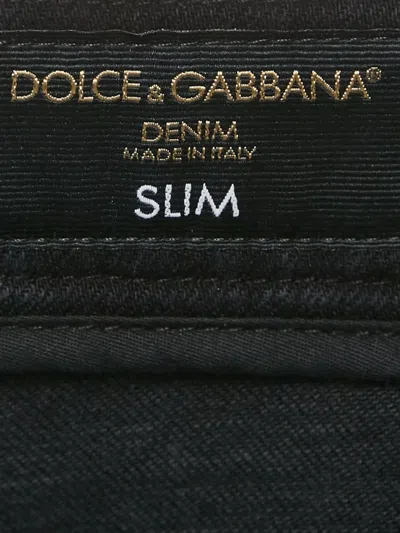 DOLCE & GABBANA®
DENIM
MADE IN ITALY
SLIM